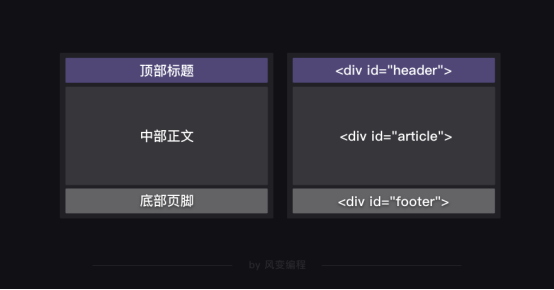 顶部标题
中部正文
底部页脚
<div id="header">
<div id="article">
<div id="footer">
by 风变编程